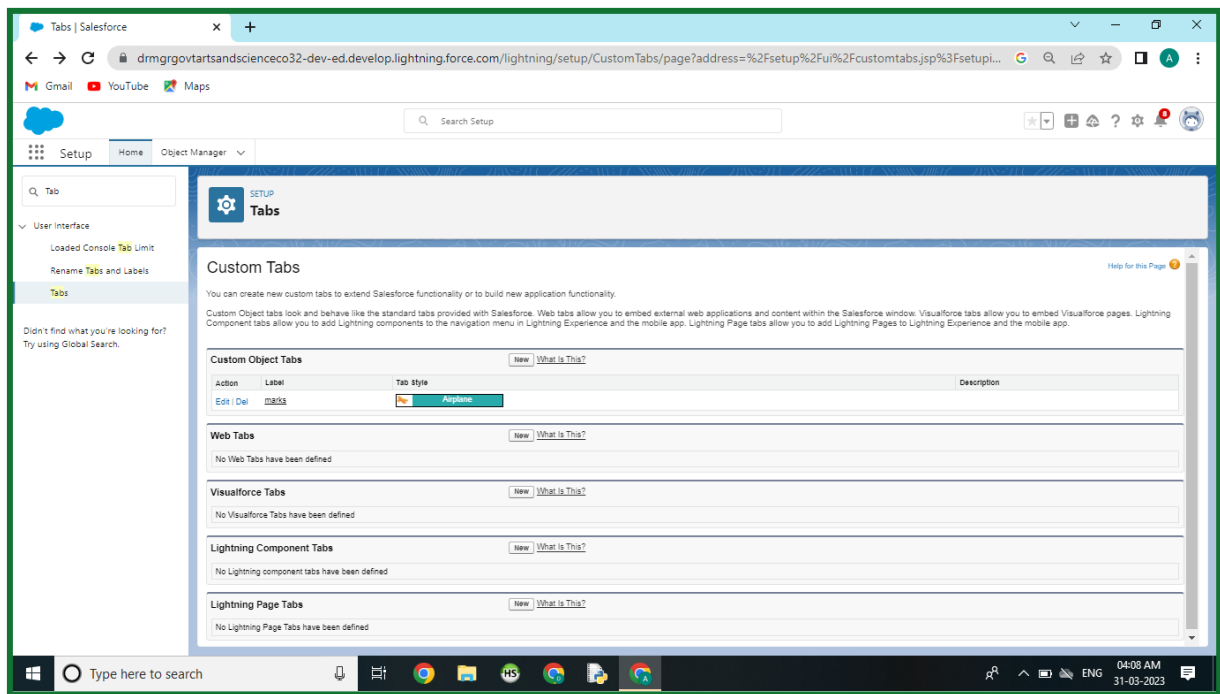 Tabs | Salesforce
drmgrgovtartsandscienceco32-dev-ed.develop.lightning.force.com/lightning/setup/CustomTabs/page?address=%2Fsetup%2Fui%2Fcustomtabs.jsp%3Fsetupi...
G
A
Gmail
YouTube
Maps
Search Setup
Setup
Home
Object Manager
Tab
SETUP
Tabs
User Interface
Loaded Console Tab Limit
Rename Tabs and Labels
Tabs
Didn't find what you're looking for?
Try using Global Search.
Custom Tabs
Help for this Page
You can create new custom tabs to extend Salesforce functionality or to build new application functionality.
Custom Object tabs look and behave like the standard tabs provided with Salesforce. Web tabs allow you to embed external web applications and content within the Salesforce window. Visualforce tabs allow you to embed Visualforce pages. Lightning
Component tabs allow you to add Lightning components to the navigation menu in Lightning Experience and the mobile app. Lightning Page tabs allow you to add Lightning Pages to Lightning Experience and the mobile app.
Custom Object Tabs New What Is This?
Action Label Tab Style Description
Edit | Del marks Airplane
Web Tabs New What Is This?
No Web Tabs have been defined
Visualforce Tabs New What Is This?
No Visualforce Tabs have been defined
Lightning Component Tabs New What Is This?
No Lightning component tabs have been defined
Lightning Page Tabs New What Is This?
No Lightning Page Tabs have been defined
Type here to search
HS
ENG
04:08 AM
31-03-2023